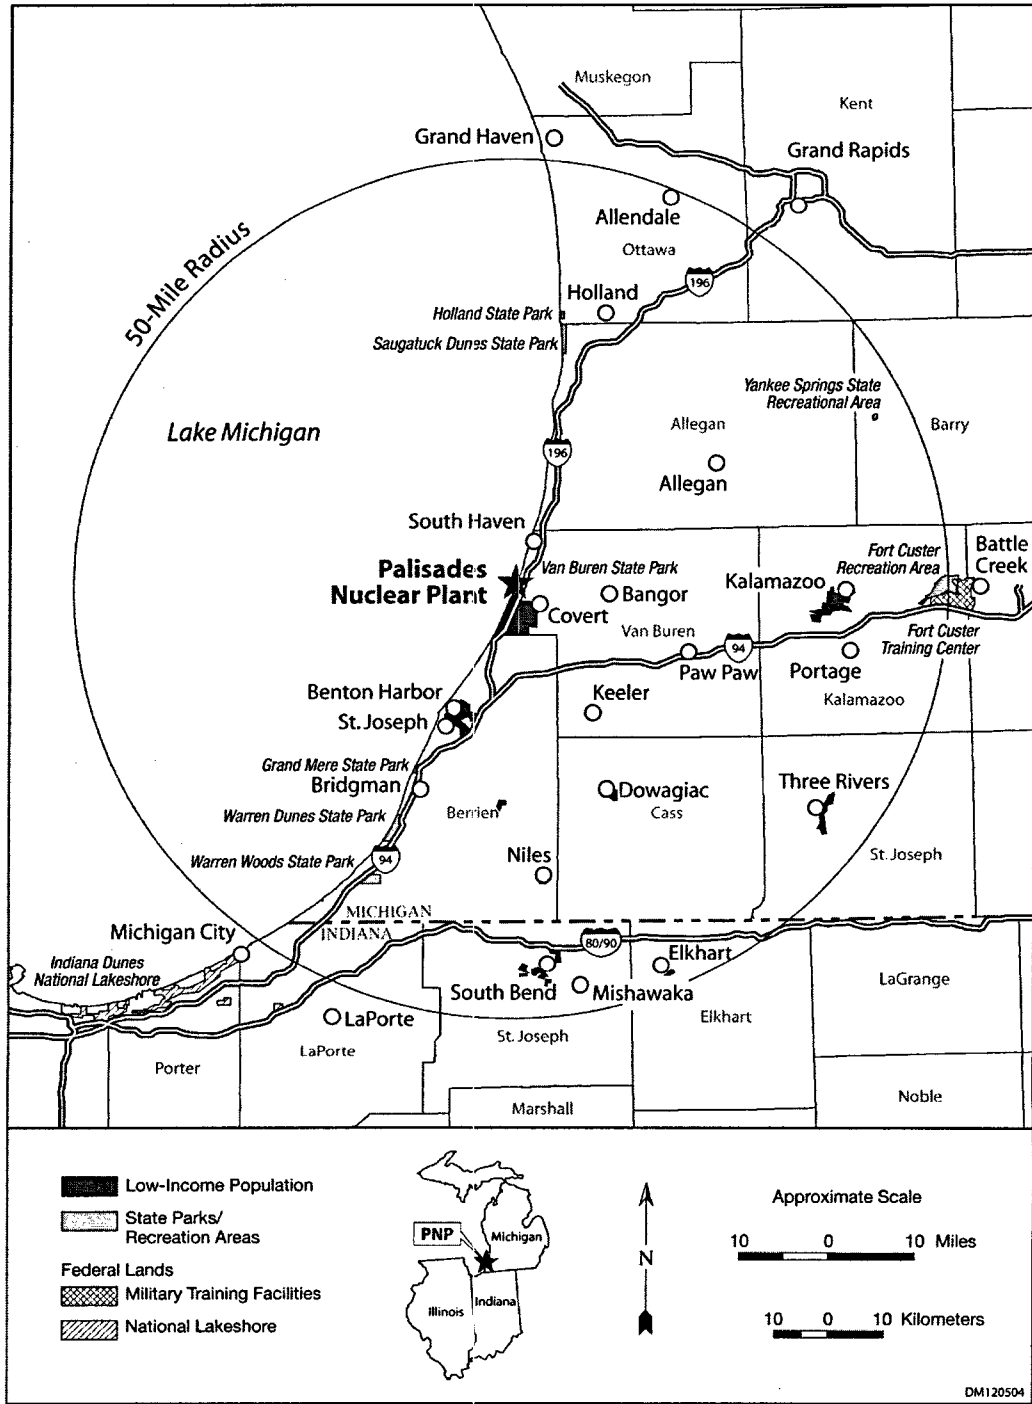 Muskegon
Kent
Grand Haven
Grand Rapids
50-Mile Radius
Allendale
Ottawa
196
Holland
Holland State Park
Saugatuck Dunes State Park
Yankee Springs State
Recreational Area
Lake Michigan
Allegan
Barry
196
Allegan
South Haven
Palisades
Nuclear Plant
Van Buren State Park
Fort Custer
Recreation Area
Battle
Creek
Kalamazoo
Bangor
Covert
Van Buren
94
Fort Custer
Training Center
Paw Paw
Portage
Benton Harbor
Keeler
Kalamazoo
St. Joseph
Grand Mere State Park
Bridgman
Dowagiac
Three Rivers
Warren Dunes State Park
Berrien
Cass
Warren Woods State Park
94
Niles
St. Joseph
MICHIGAN
INDIANA
Michigan City
80/90
Indiana Dunes
National Lakeshore
Elkhart
South Bend
Mishawaka
LaGrange
LaPorte
St. Joseph
Elkhart
LaPorte
Porter
Noble
Marshall
Low-Income Population
State Parks/
Recreation Areas
Federal Lands
Military Training Facilities
National Lakeshore
PNP
Michigan
Illinois
Indiana
N
Approximate Scale
10 0 10 Miles
10 0 10 Kilometers
DM120504